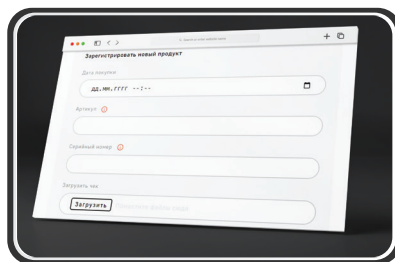 Зарегистрировать новый продукт
Дата покупки
ДД.ММ.ГГГГ --:--
Артикул
Серийный номер
Загрузить чек
Загрузить